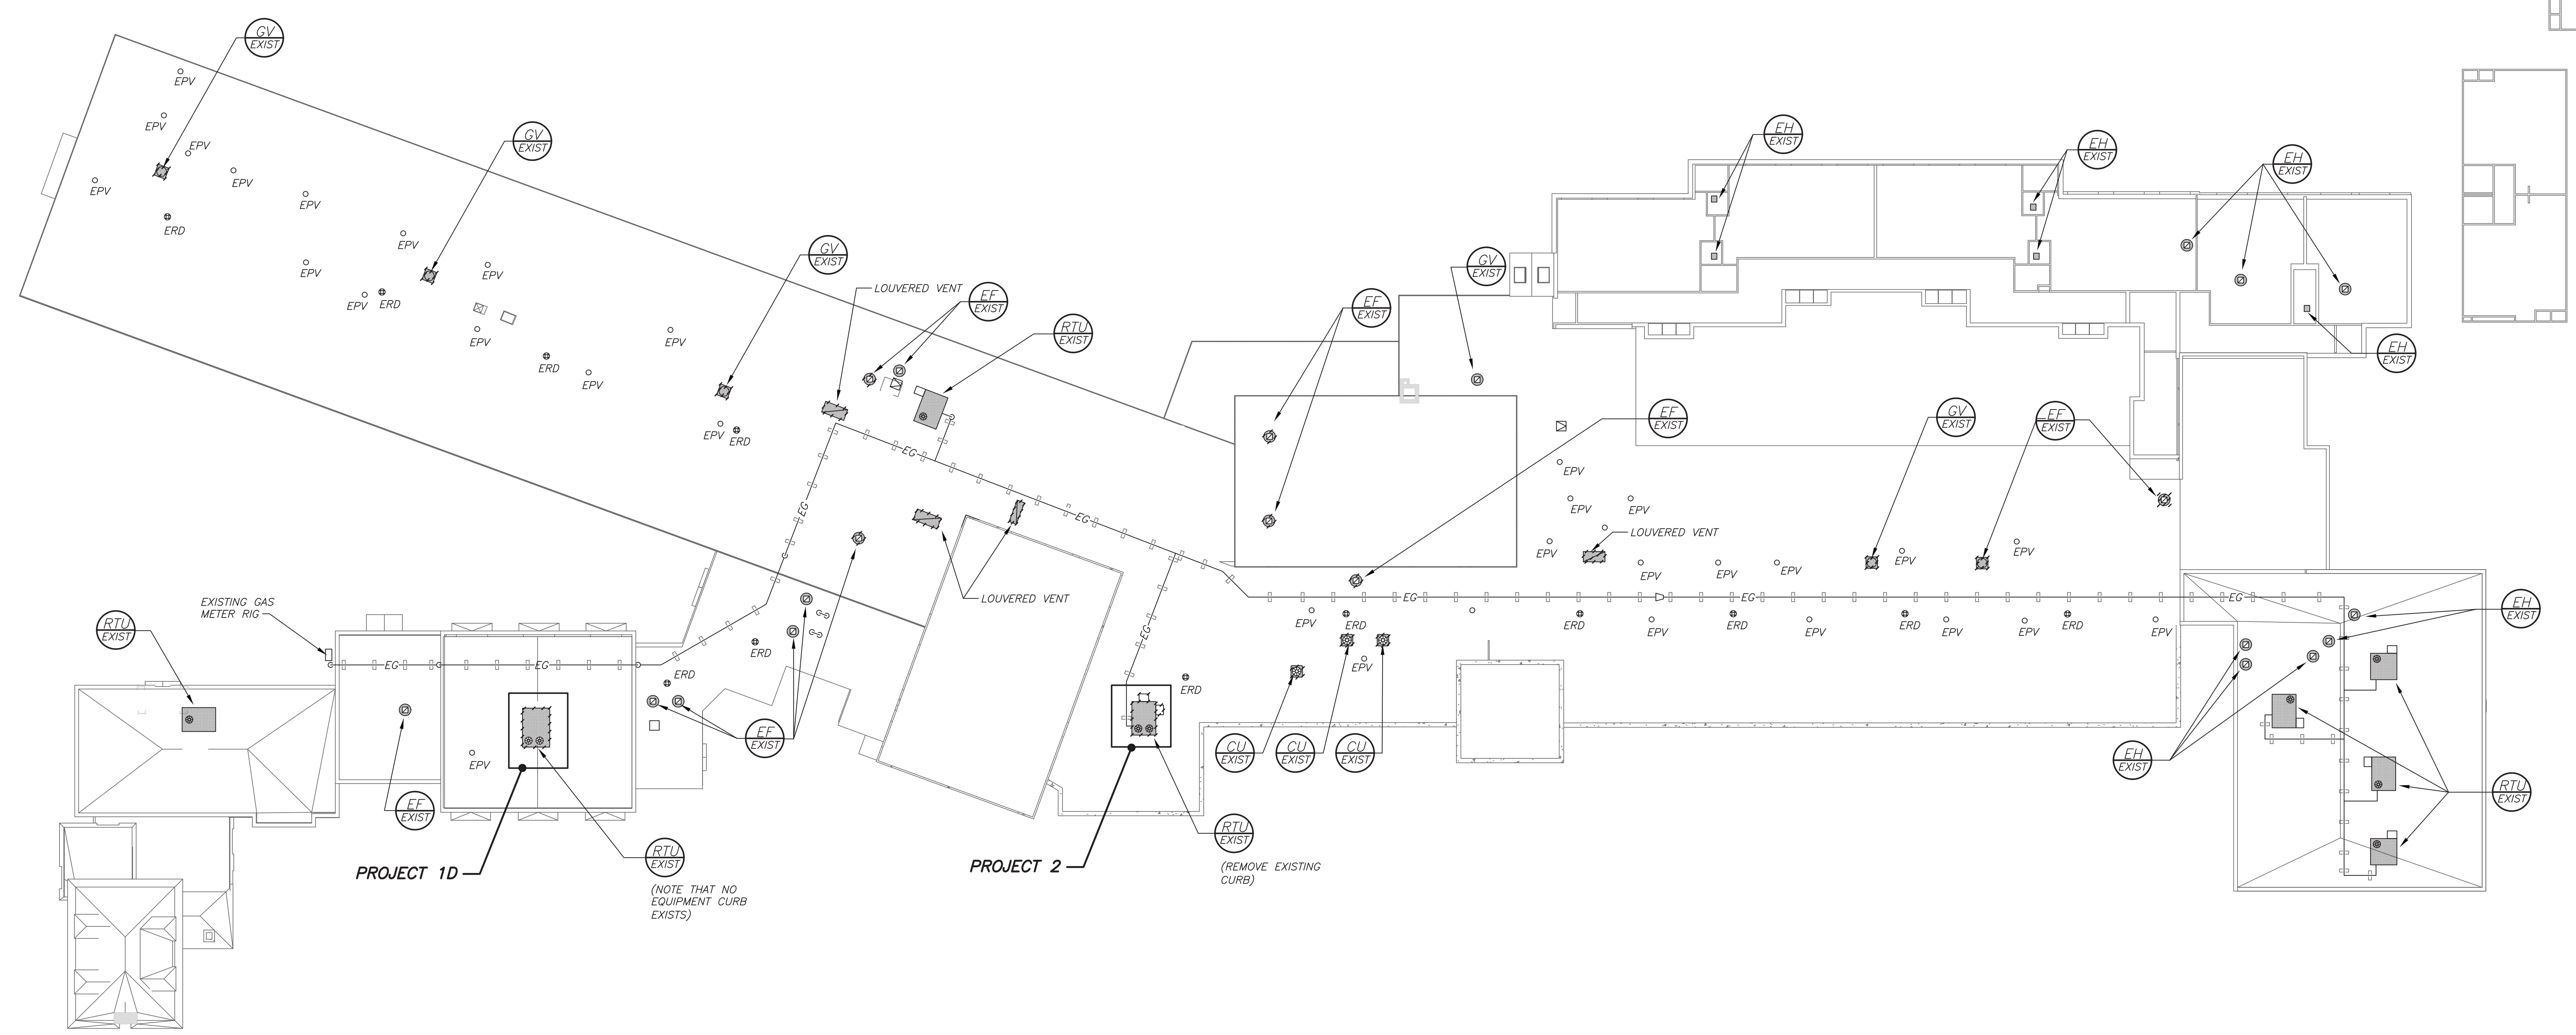 GV
EXIST
EPV
GV
EXIST
EPV
EH
EXIST
EPV
EH
EXIST
EH
EXIST
EPV
EPV
EPV
ERD
EPV
EPV
GV
EXIST
GV
EXIST
EPV
EPV
EPV
ERD
LOUVERED VENT
EF
EXIST
EF
EXIST
RTU
EXIST
EPV
EPV
ERD
EPV
EH
EXIST
EPV
ERD
EG
EF
EXIST
GV
EXIST
EF
EXIST
EPV
EPV
EPV
EG
EG
LOUVERED VENT
EPV
EPV
EPV
EPV
EPV
EPV
LOUVERED VENT
EG
EG
EG
EXISTING GAS
METER RIG
RTU
EXIST
EPV
ERD
ERD
EPV
ERD
EPV
ERD
EPV
EPV
ERD
EPV
EH
EXIST
EG
EG
EG
ERD
ERD
EPV
ERD
EF
EXIST
CU
EXIST
CU
EXIST
CU
EXIST
EH
EXIST
EPV
EF
EXIST
RTU
EXIST
PROJECT 1D
RTU
EXIST
(NOTE THAT NO
EQUIPMENT CURB
EXISTS)
PROJECT 2
RTU
EXIST
(REMOVE EXISTING
CURB)